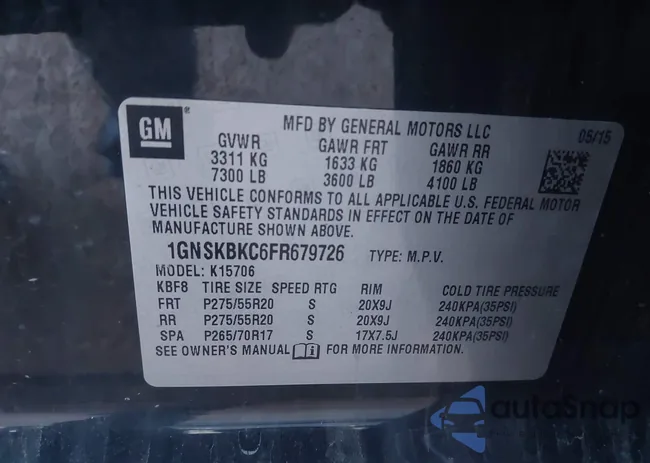 GM ®
MFD BY GENERAL MOTORS LLC 05/15
GVWR GAWR FRT GAWR RR
3311 KG 1633 KG 1860 KG
7300 LB 3600 LB 4100 LB
THIS VEHICLE CONFORMS TO ALL APPLICABLE U.S. FEDERAL MOTOR
VEHICLE SAFETY STANDARDS IN EFFECT ON THE DATE OF
MANUFACTURE SHOWN ABOVE.
1GNSKBKC6FR679726 TYPE: M.P.V.
MODEL: K15706
KBF8 TIRE SIZE SPEED RTG RIM COLD TIRE PRESSURE
FRT P275/55R20 S 20X9J 240KPA(35PSI)
RR P275/55R20 S 20X9J 240KPA(35PSI)
SPA P265/70R17 S 17X7.5J 240KPA(35PSI)
SEE OWNER'S MANUAL i FOR MORE INFORMATION.
autoSnap